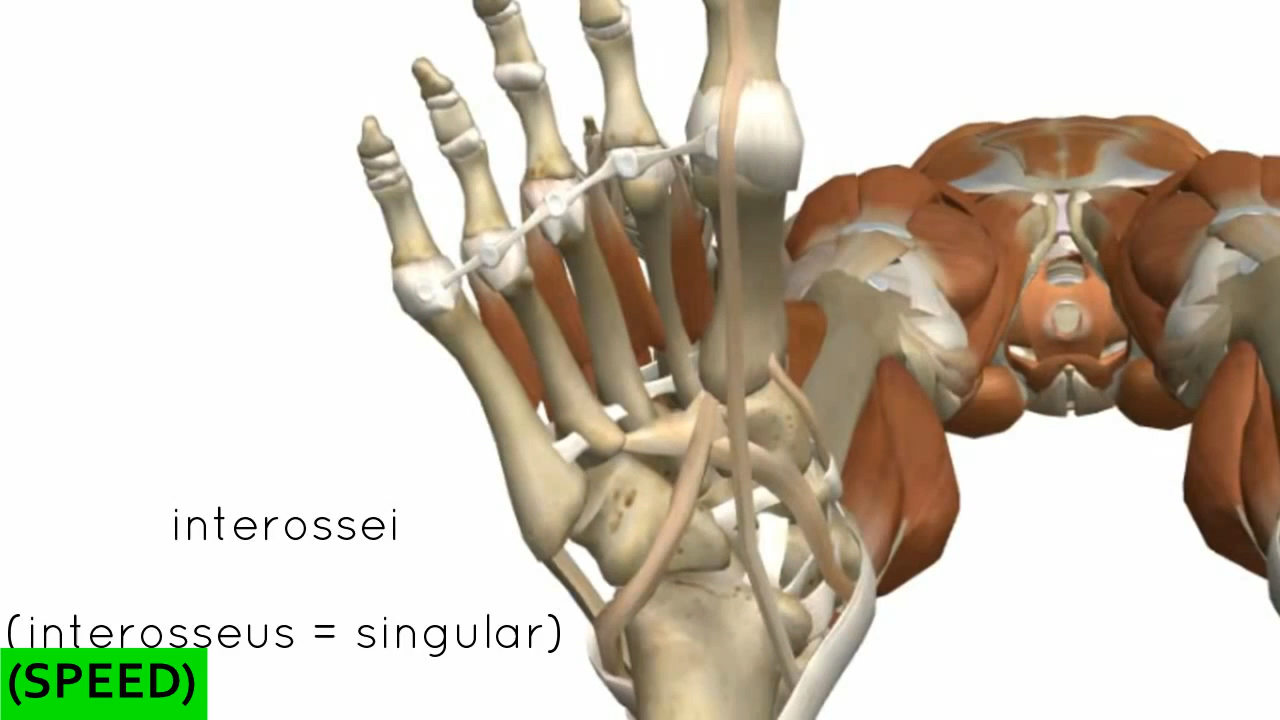 interossei
(interosseus = singular)
(SPEED)